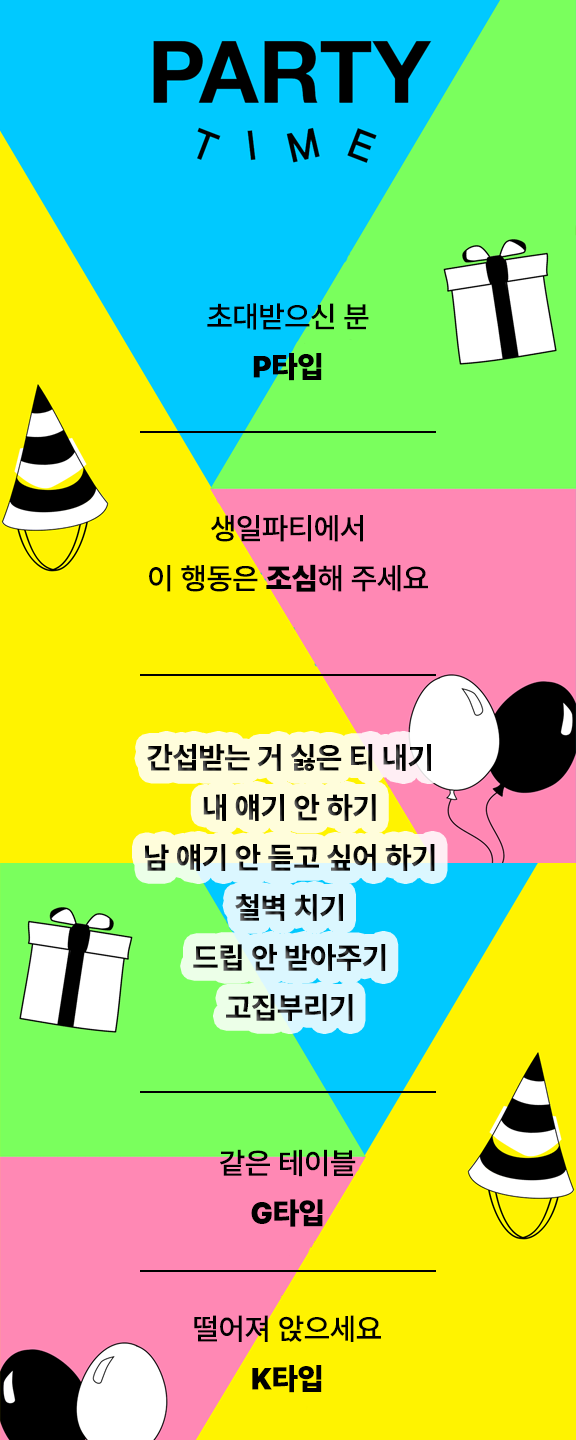 PARTY
TIME
초대받으신 분
P타입
생일파티에서
이 행동은 조심해 주세요
간섭받는 거 싫은 티 내기
내 얘기 안 하기
남 얘기 안 듣고 싶어 하기
철벽 치기
드립 안 받아주기
고집부리기
같은 테이블
G타입
떨어져 앉으세요
K타입